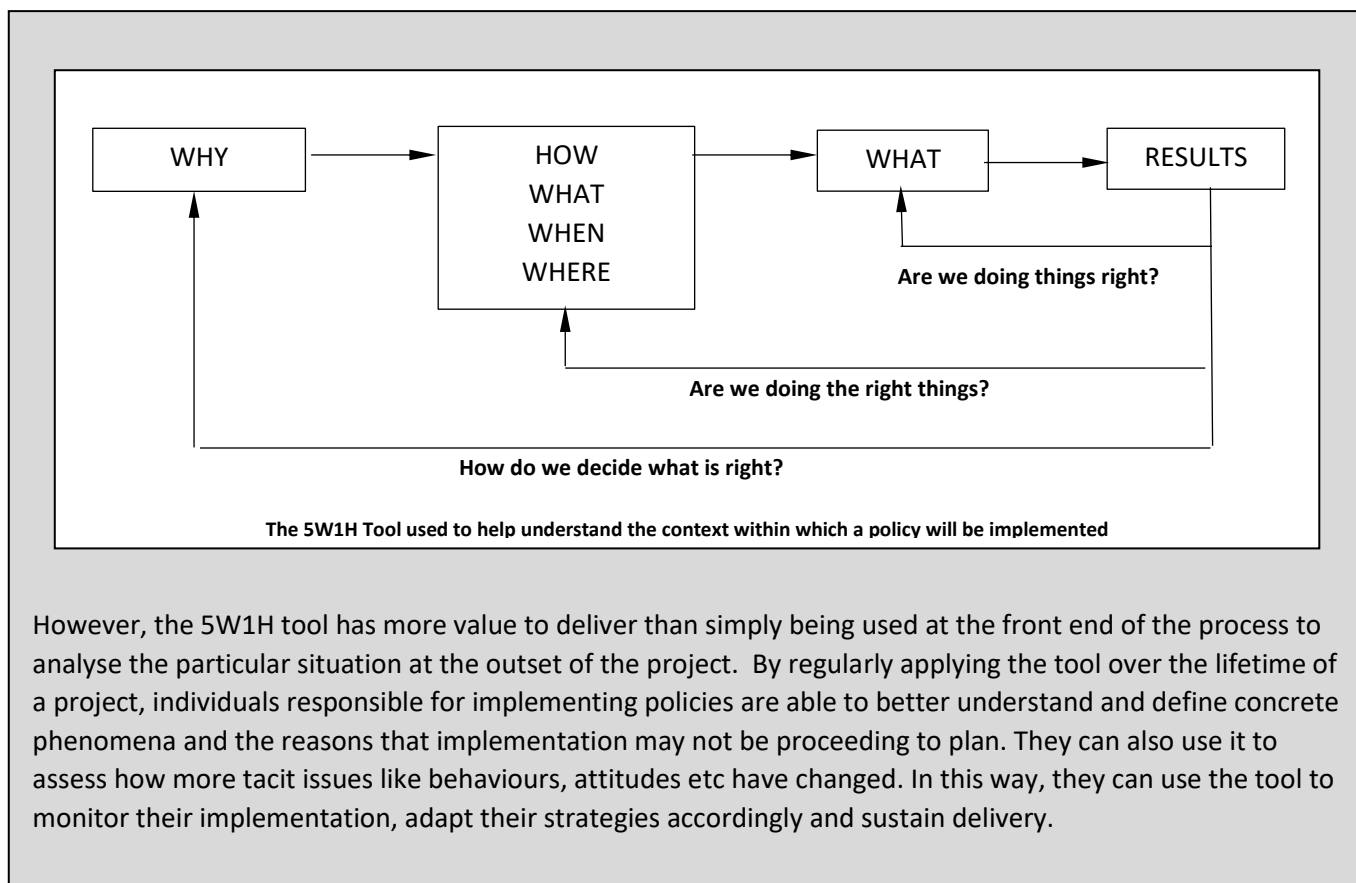 WHY
HOW
WHAT
WHEN
WHERE
WHAT
RESULTS
Are we doing things right?
Are we doing the right things?
How do we decide what is right?
The 5W1H Tool used to help understand the context within which a policy will be implemented
However, the 5W1H tool has more value to deliver than simply being used at the front end of the process to
analyse the particular situation at the outset of the project.  By regularly applying the tool over the lifetime of
a project, individuals responsible for implementing policies are able to better understand and define concrete
phenomena and the reasons that implementation may not be proceeding to plan. They can also use it to
assess how more tacit issues like behaviours, attitudes etc have changed. In this way, they can use the tool to
monitor their implementation, adapt their strategies accordingly and sustain delivery.